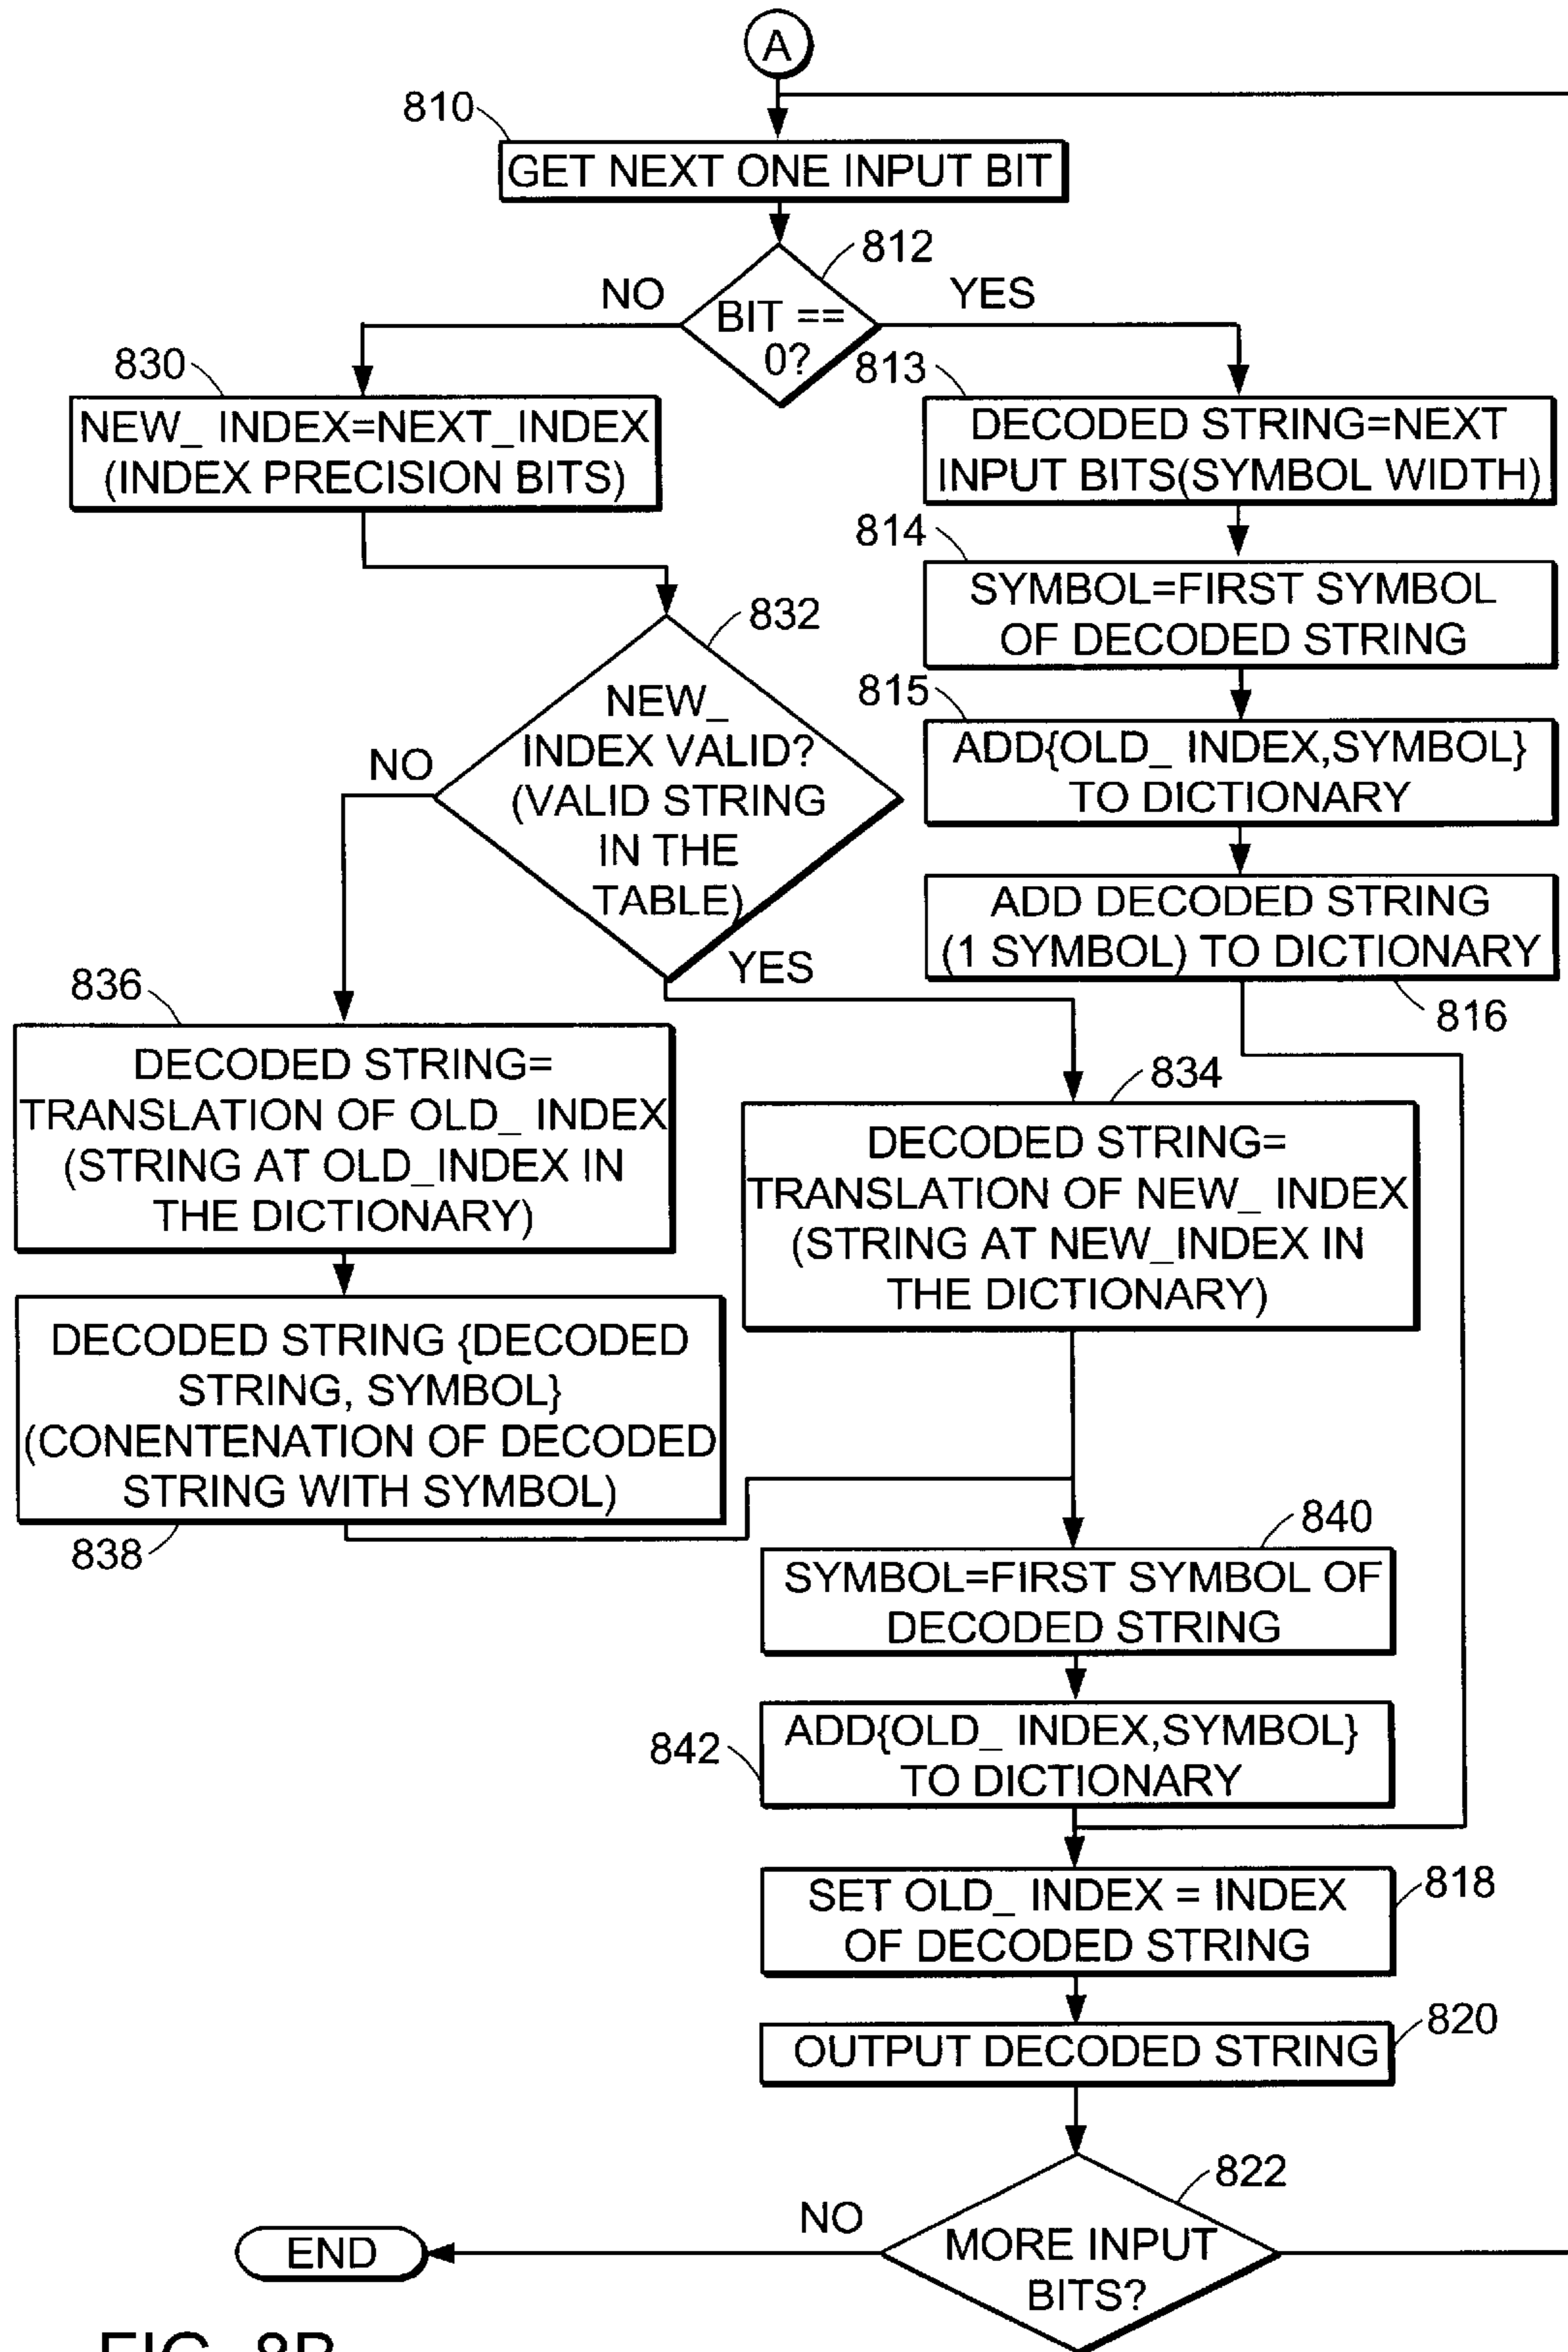 A
810
GET NEXT ONE INPUT BIT
812
NO
YES
BIT ==
0?
830
NEW_ INDEX=NEXT_INDEX
(INDEX PRECISION BITS)
813
DECODED STRING=NEXT
INPUT BITS(SYMBOL WIDTH)
814
SYMBOL=FIRST SYMBOL
OF DECODED STRING
832
NEW_
INDEX VALID?
(VALID STRING
IN THE
TABLE)
NO
YES
815
ADD{OLD_ INDEX,SYMBOL}
TO DICTIONARY
ADD DECODED STRING
(1 SYMBOL) TO DICTIONARY
816
836
DECODED STRING=
TRANSLATION OF OLD_ INDEX
(STRING AT OLD_INDEX IN
THE DICTIONARY)
834
DECODED STRING=
TRANSLATION OF NEW_ INDEX
(STRING AT NEW_INDEX IN
THE DICTIONARY)
DECODED STRING {DECODED
STRING, SYMBOL}
(CONENTENATION OF DECODED
STRING WITH SYMBOL)
838
840
SYMBOL=FIRST SYMBOL OF
DECODED STRING
842
ADD{OLD_ INDEX,SYMBOL}
TO DICTIONARY
SET OLD_ INDEX = INDEX
OF DECODED STRING
818
OUTPUT DECODED STRING
820
822
MORE INPUT
BITS?
NO
END
FIG. 8B